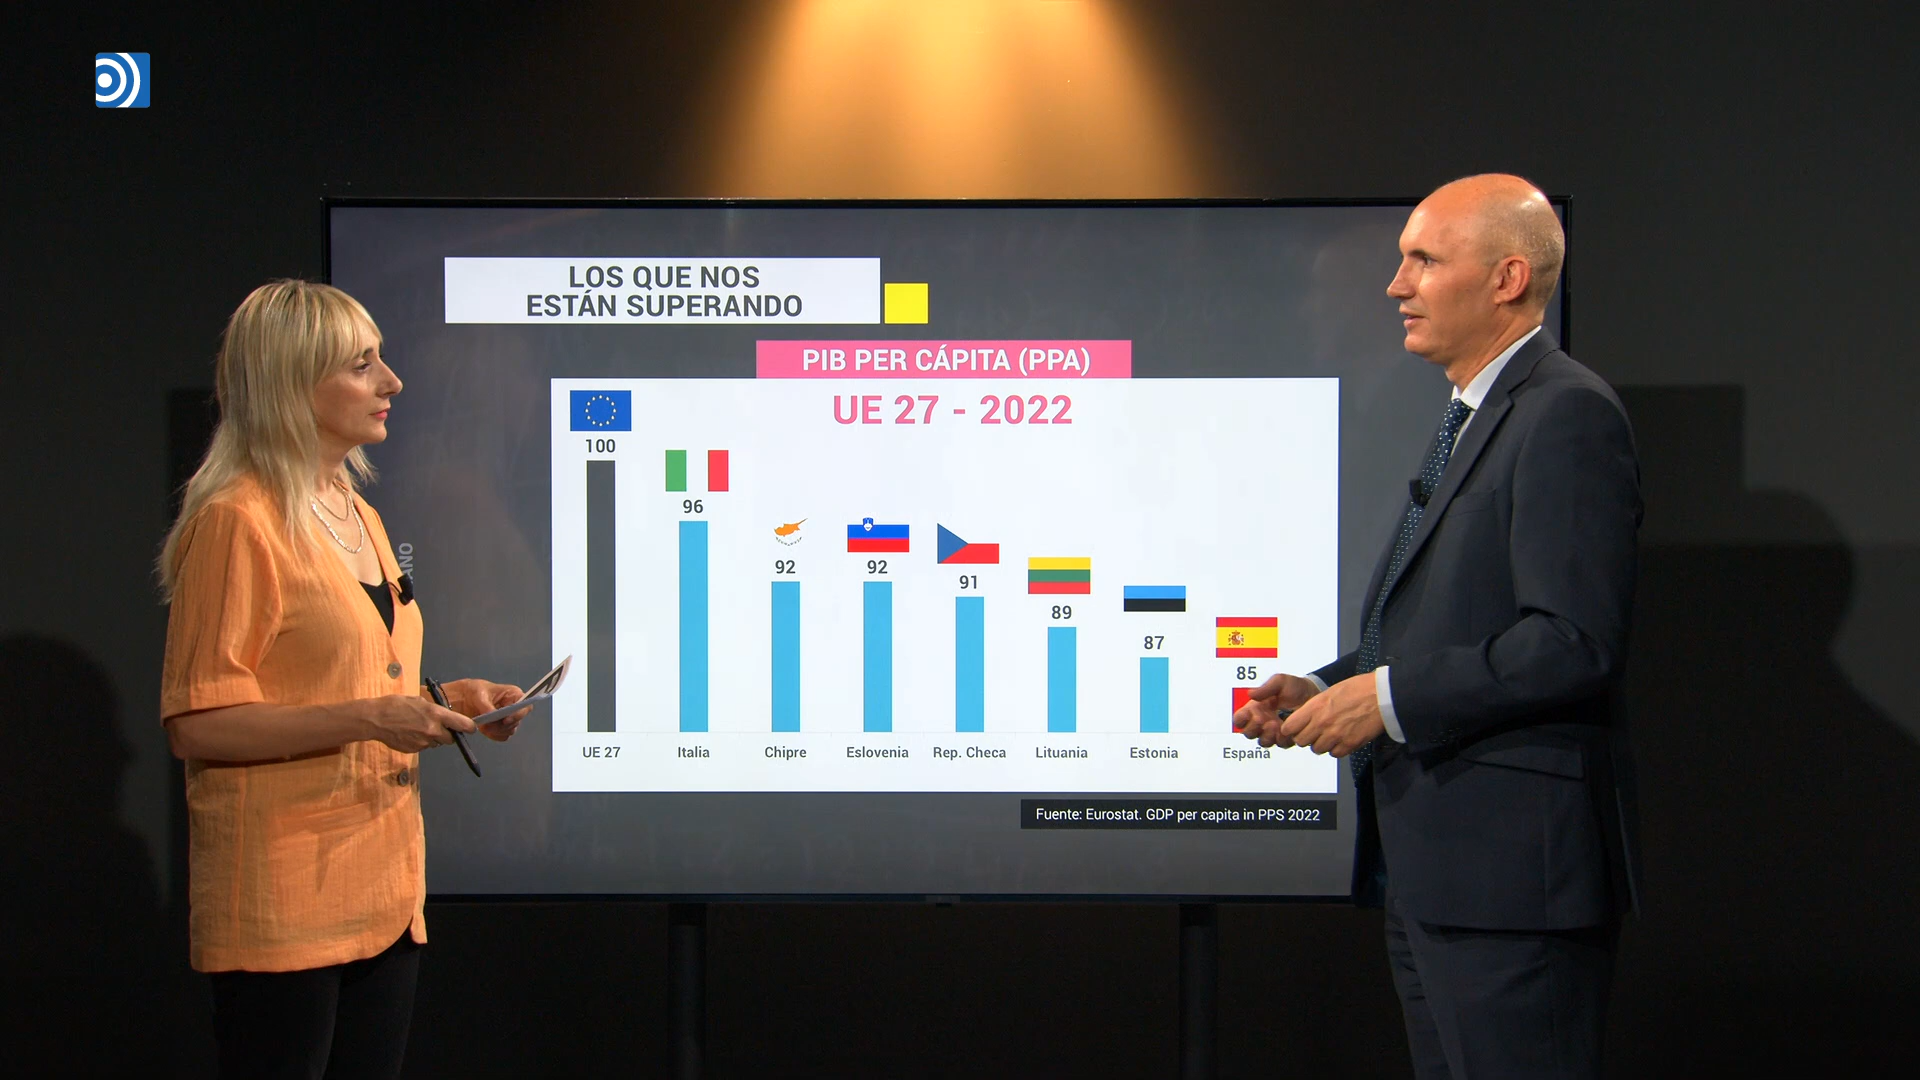 LOS QUE NOS
ESTÁN SUPERANDO
PIB PER CÁPITA (PPA)
UE 27 - 2022
100
96
92
92
91
89
87
85
UE 27
Italia
Chipre
Eslovenia
Rep. Checa
Lituania
Estonia
España
Fuente: Eurostat. GDP per capita in PPS 2022